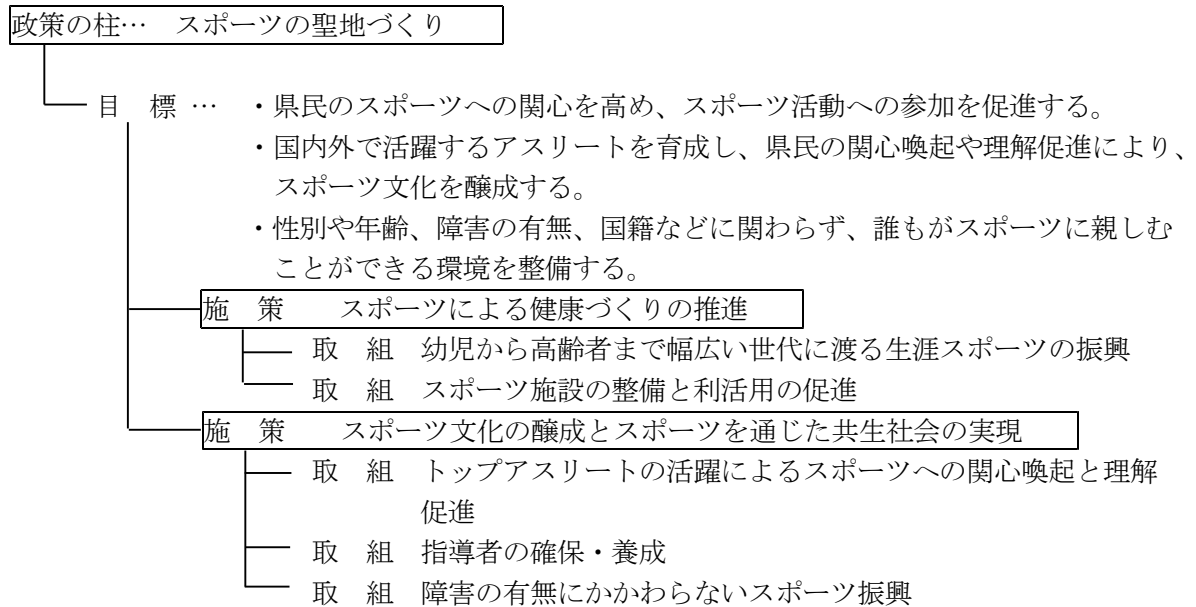 政策の柱… スポーツの聖地づくり
目 標 … ・県民のスポーツへの関心を高め、スポーツ活動への参加を促進する。
・国内外で活躍するアスリートを育成し、県民の関心喚起や理解促進により、
スポーツ文化を醸成する。
・性別や年齢、障害の有無、国籍などに関わらず、誰もがスポーツに親しむ
ことができる環境を整備する。
施 策 スポーツによる健康づくりの推進
取 組 幼児から高齢者まで幅広い世代に渡る生涯スポーツの振興
取 組 スポーツ施設の整備と利活用の促進
施 策 スポーツ文化の醸成とスポーツを通じた共生社会の実現
取 組 トップアスリートの活躍によるスポーツへの関心喚起と理解
促進
取 組 指導者の確保・養成
取 組 障害の有無にかかわらないスポーツ振興